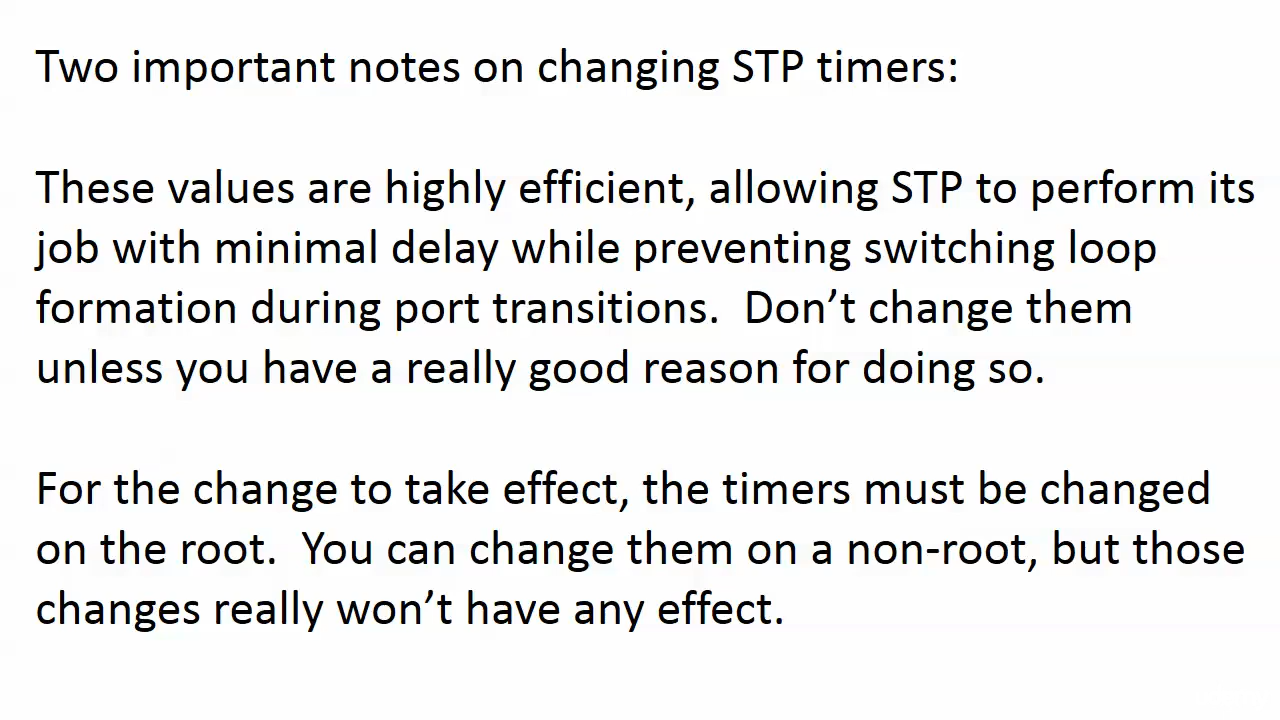 Two important notes on changing STP timers:
These values are highly efficient, allowing STP to perform its
job with minimal delay while preventing switching loop
formation during port transitions.  Don’t change them
unless you have a really good reason for doing so.
For the change to take effect, the timers must be changed
on the root.  You can change them on a non-root, but those
changes really won’t have any effect.